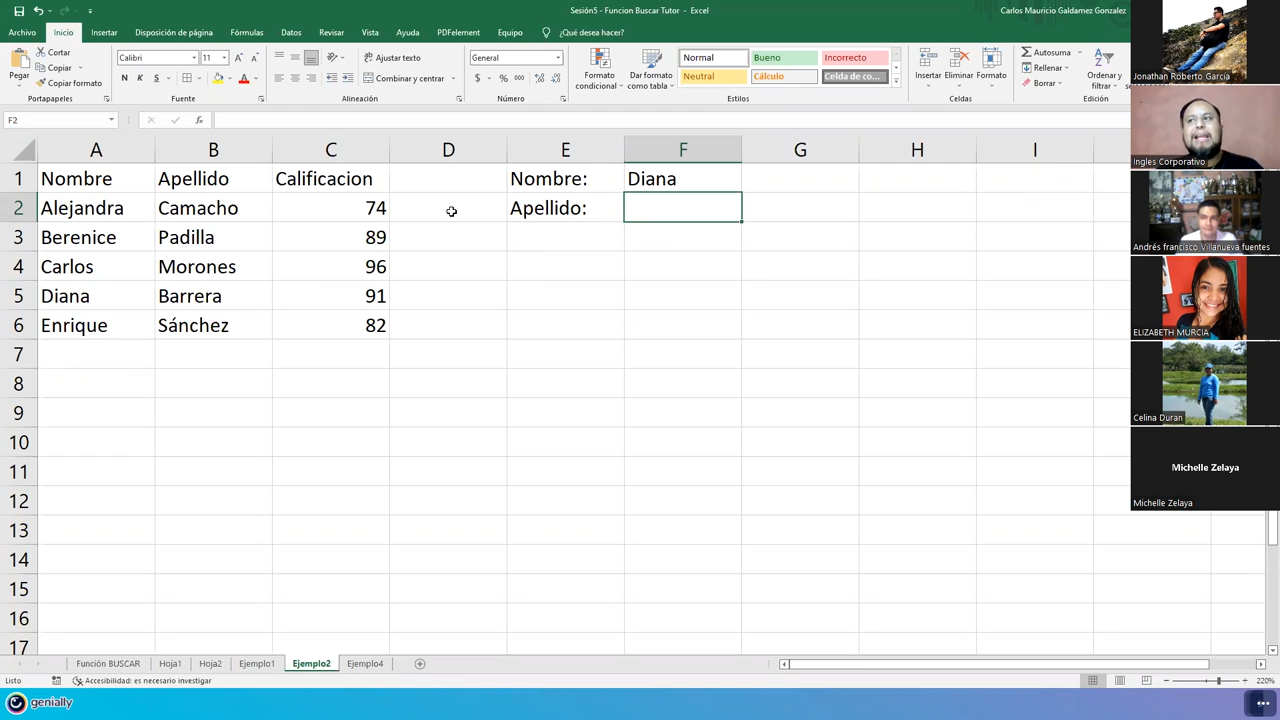 Sesión5 - Funcion Buscar Tutor - Excel
Carlos Mauricio Galdamez Gonzalez
Archivo Inicio Insertar Disposición de página Fórmulas Datos Revisar Vista Ayuda PDFelement ¿Qué desea hacer?
Pegar
Cortar
Copiar
Copiar formato
Portapapeles
Calibri 11
N K S
Fuente
Ajustar texto
Combinar y centrar
Alineación
General
$ % 000
Número
Formato condicional
Dar formato como tabla
Normal Bueno Incorrecto
Neutral Cálculo Celda de co...
Estilos
Insertar Eliminar Formato
Celdas
Autosuma
Rellenar
Borrar
Ordenar y filtrar
Edición
F2
fx
A B C D E F G H I
1 Nombre Apellido Calificacion Nombre: Diana
2 Alejandra Camacho 74 Apellido:
3 Berenice Padilla 89
4 Carlos Morones 96
5 Diana Barrera 91
6 Enrique Sánchez 82
7
8
9
10
11
12
13
14
15
16
17
Función BUSCAR Hoja1 Hoja2 Ejemplo1 Ejemplo2 Ejemplo4
Listo Accesibilidad: es necesario investigar 220%
genially
Jonathan Roberto García
Ingles Corporativo
Andrés francisco Villanueva fuentes
ELIZABETH MURCIA
Celina Duran
Michelle Zelaya
Michelle Zelaya